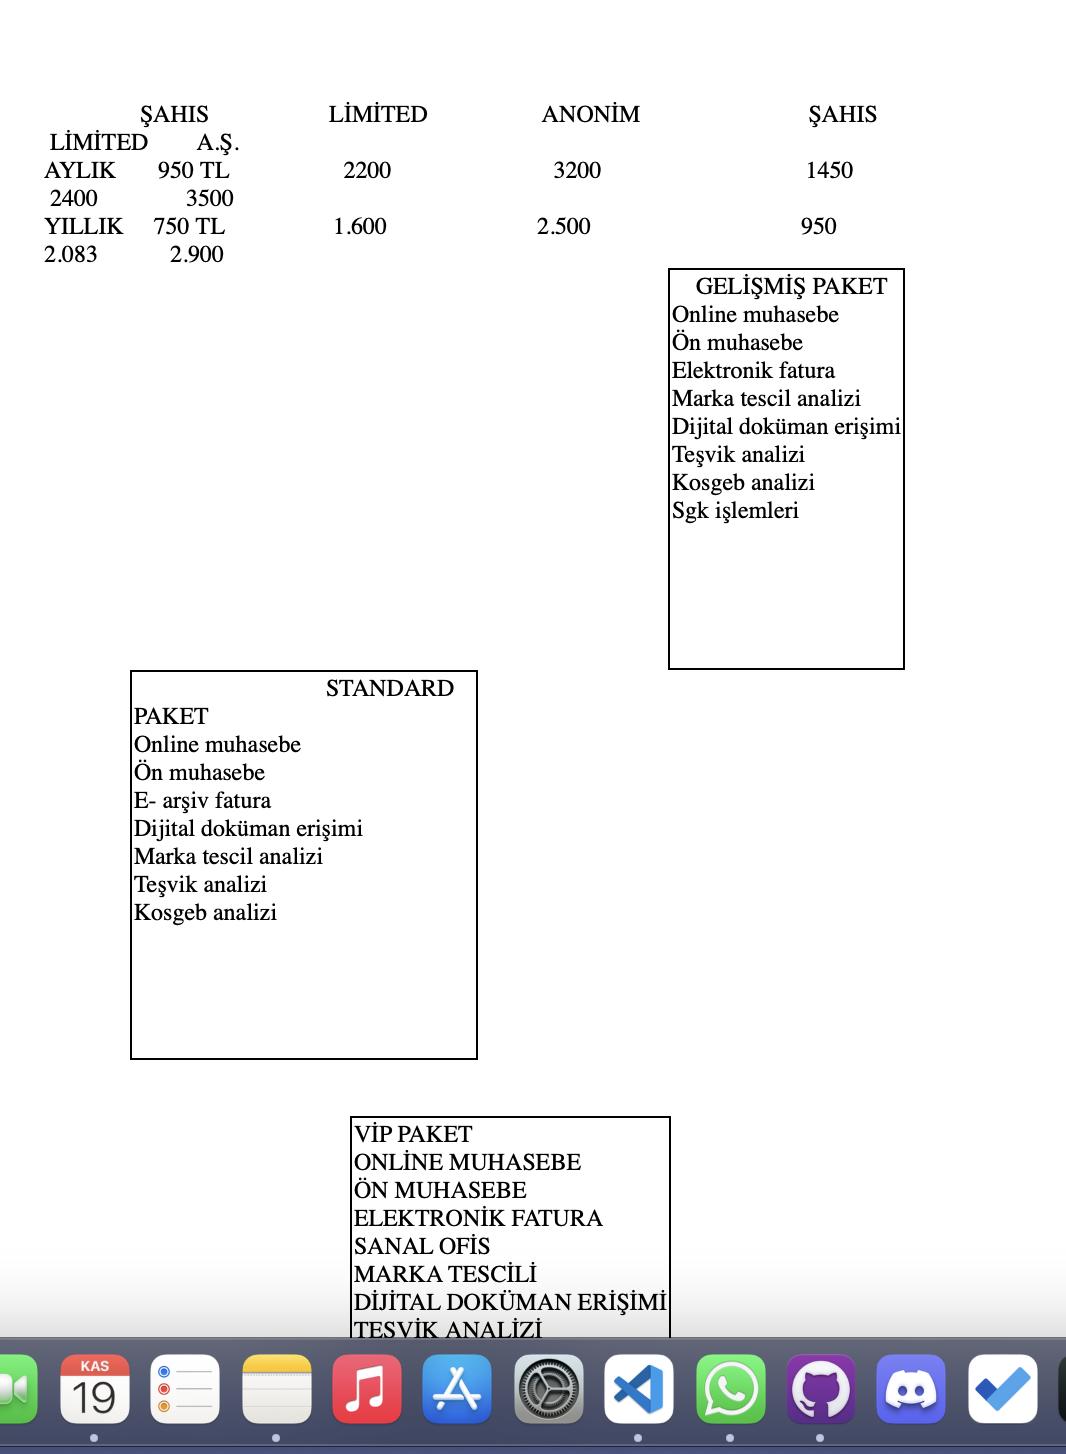 ŞAHIS LİMİTED ANONİM ŞAHIS
LİMİTED A.Ş.
AYLIK 950 TL 2200 3200 1450
2400 3500
YILLIK 750 TL 1.600 2.500 950
2.083 2.900
GELİŞMİŞ PAKET
Online muhasebe
Ön muhasebe
Elektronik fatura
Marka tescil analizi
Dijital doküman erişimi
Teşvik analizi
Kosgeb analizi
Sgk işlemleri
STANDARD
PAKET
Online muhasebe
Ön muhasebe
E- arşiv fatura
Dijital doküman erişimi
Marka tescil analizi
Teşvik analizi
Kosgeb analizi
VİP PAKET
ONLİNE MUHASEBE
ÖN MUHASEBE
ELEKTRONİK FATURA
SANAL OFİS
MARKA TESCİLİ
DİJİTAL DOKÜMAN ERİŞİMİ
TEŞVİK ANALİZİ
KAS
19